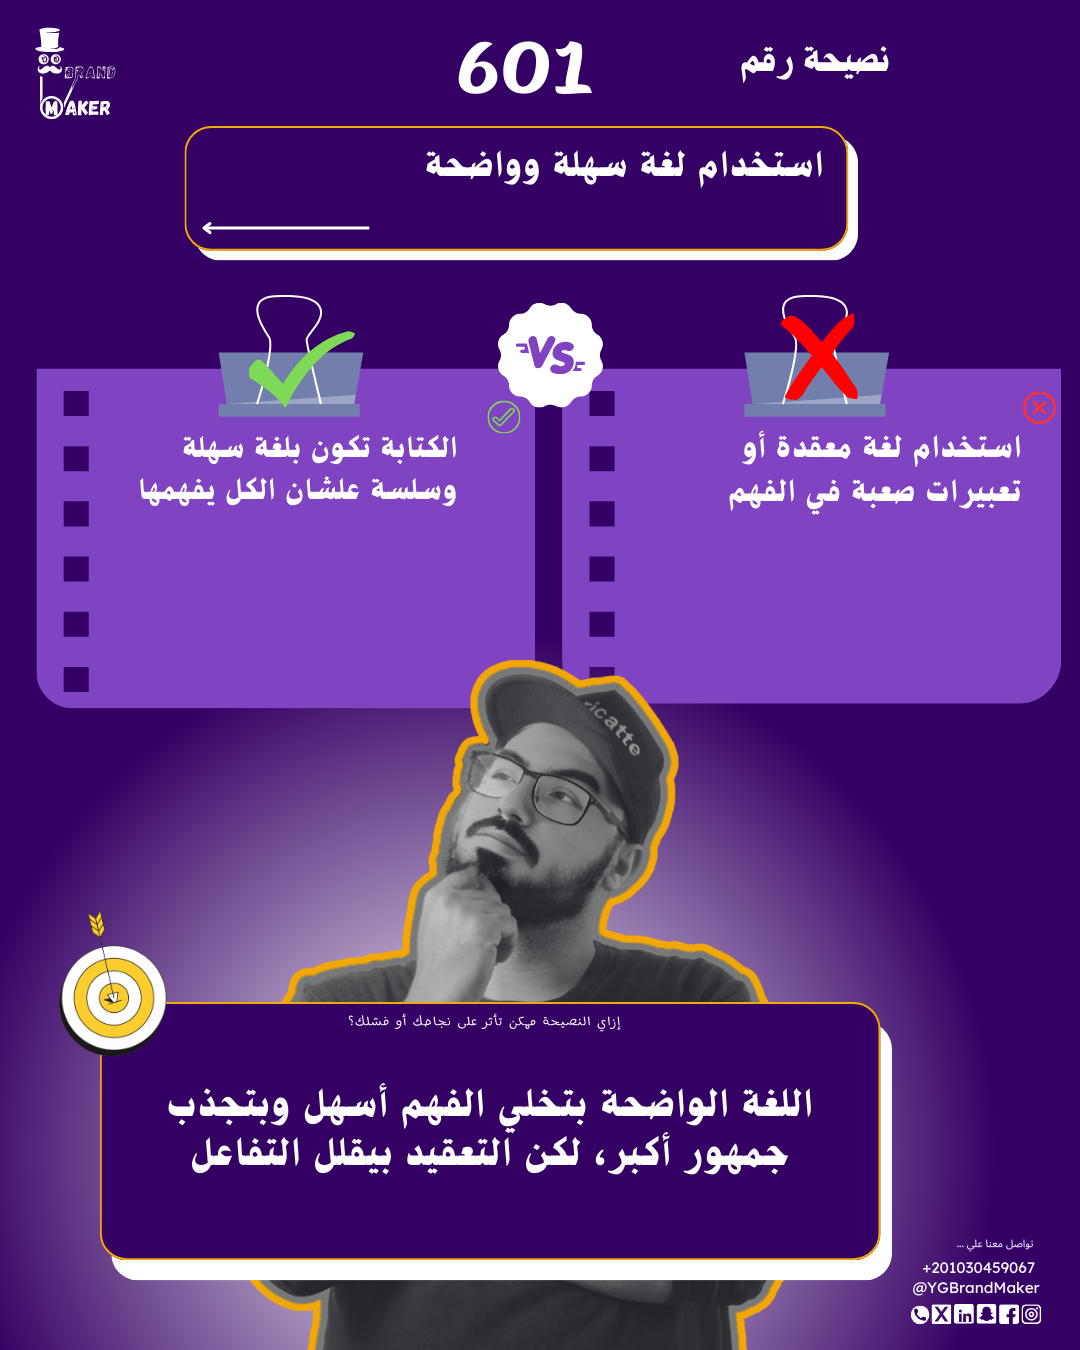 BRAND
MAKER
نصيحة رقم
601
استخدام لغة سهلة وواضحة
VS
استخدام لغة معقدة أو
تعبيرات صعبة في الفهم
الكتابة تكون بلغة سهلة
وسلسة علشان الكل يفهمها
icatte
إزاي النصيحة ممكن تأثر على نجاحك أو فشلك؟
اللغة الواضحة بتخلي الفهم أسهل وبتجذب
جمهور أكبر، لكن التعقيد بيقلل التفاعل
تواصل معنا علي ...
+201030459067
@YGBrandMaker